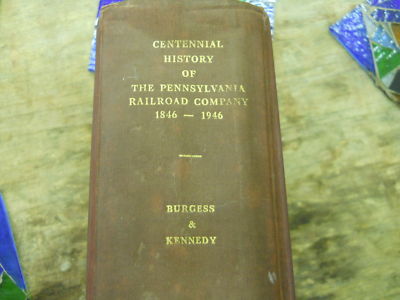 CENTENNIAL
HISTORY
OF
THE PENNSYLVANIA
RAILROAD COMPANY
1846 — 1946
BURGESS
&
KENNEDY